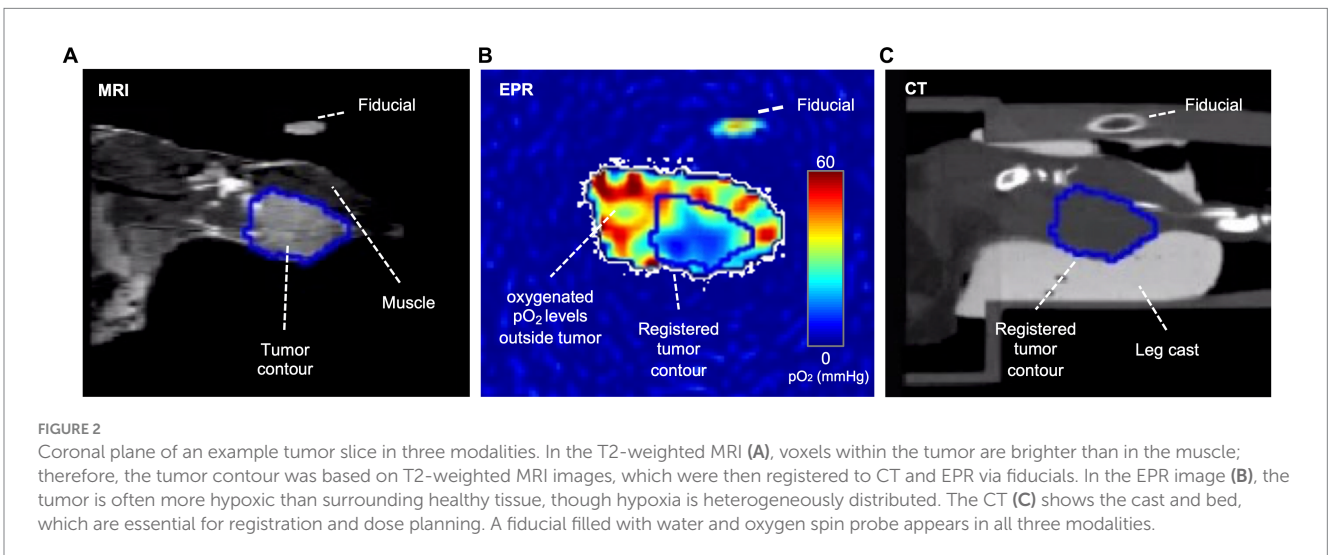 A
MRI
Fiducial
Muscle
Tumor
contour
B
EPR
Fiducial
60
0
pO₂ (mmHg)
oxygenated
pO₂ levels
outside tumor
Registered
tumor
contour
C
CT
Fiducial
Registered
tumor
contour
Leg cast
FIGURE 2
Coronal plane of an example tumor slice in three modalities. In the T2-weighted MRI (A), voxels within the tumor are brighter than in the muscle;
therefore, the tumor contour was based on T2-weighted MRI images, which were then registered to CT and EPR via fiducials. In the EPR image (B), the
tumor is often more hypoxic than surrounding healthy tissue, though hypoxia is heterogeneously distributed. The CT (C) shows the cast and bed,
which are essential for registration and dose planning. A fiducial filled with water and oxygen spin probe appears in all three modalities.